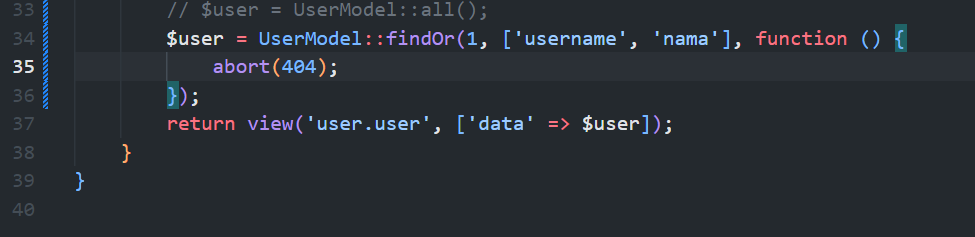 33 // $user = UserModel::all();
34 $user = UserModel::findOr(1, ['username', 'nama'], function () {
35 abort(404);
36 });
37 return view('user.user', ['data' => $user]);
38 }
39 }
40